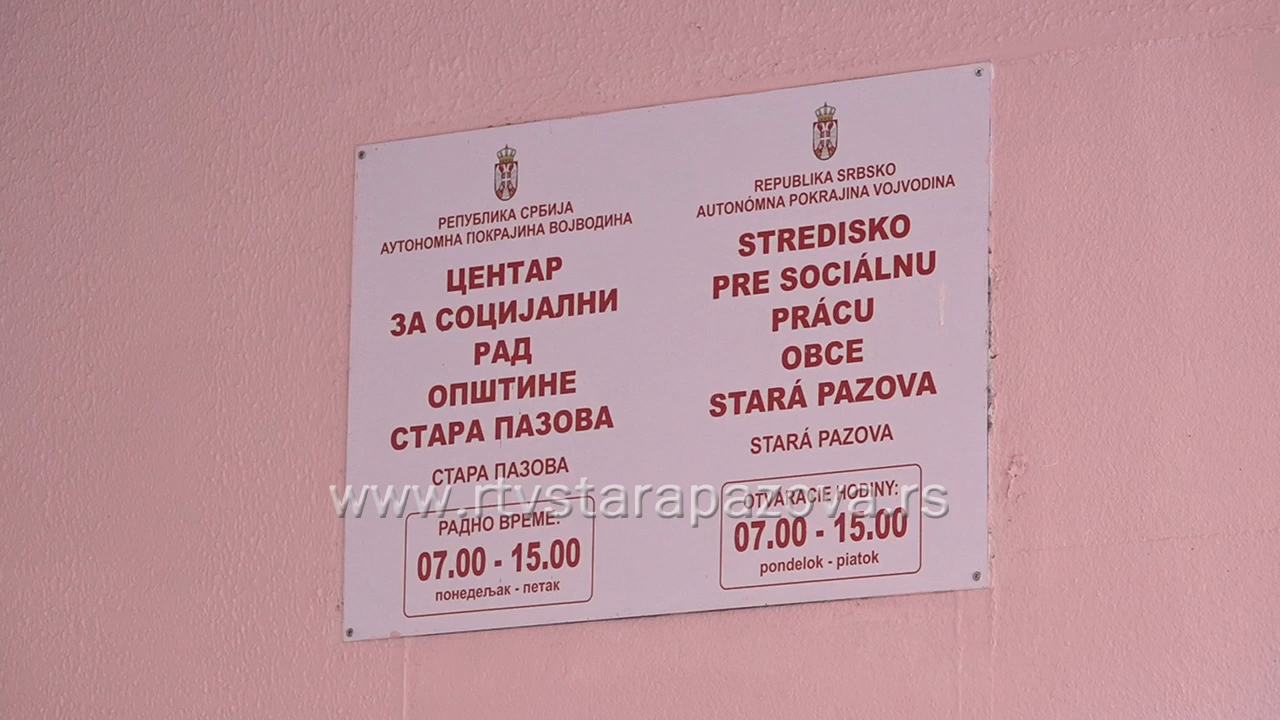 РЕПУБЛИКА СРБИЈА
АУТОНОМНА ПОКРАЈИНА ВОЈВОДИНА
ЦЕНТАР
ЗА СОЦИЈАЛНИ
РАД
ОПШТИНЕ
СТАРА ПАЗОВА
СТАРА ПАЗОВА
РАДНО ВРЕМЕ:
07.00 - 15.00
понедељак - петак
REPUBLIKA SRBSKO
AUTONÓMNA POKRAJINA VOJVODINA
STREDISKO
PRE SOCIÁLNU
PRÁCU
OBCE
STARÁ PAZOVA
STARÁ PAZOVA
OTVÁRACIE HODINY:
07.00 - 15.00
pondelok - piatok
www.rtvstarapazova.rs